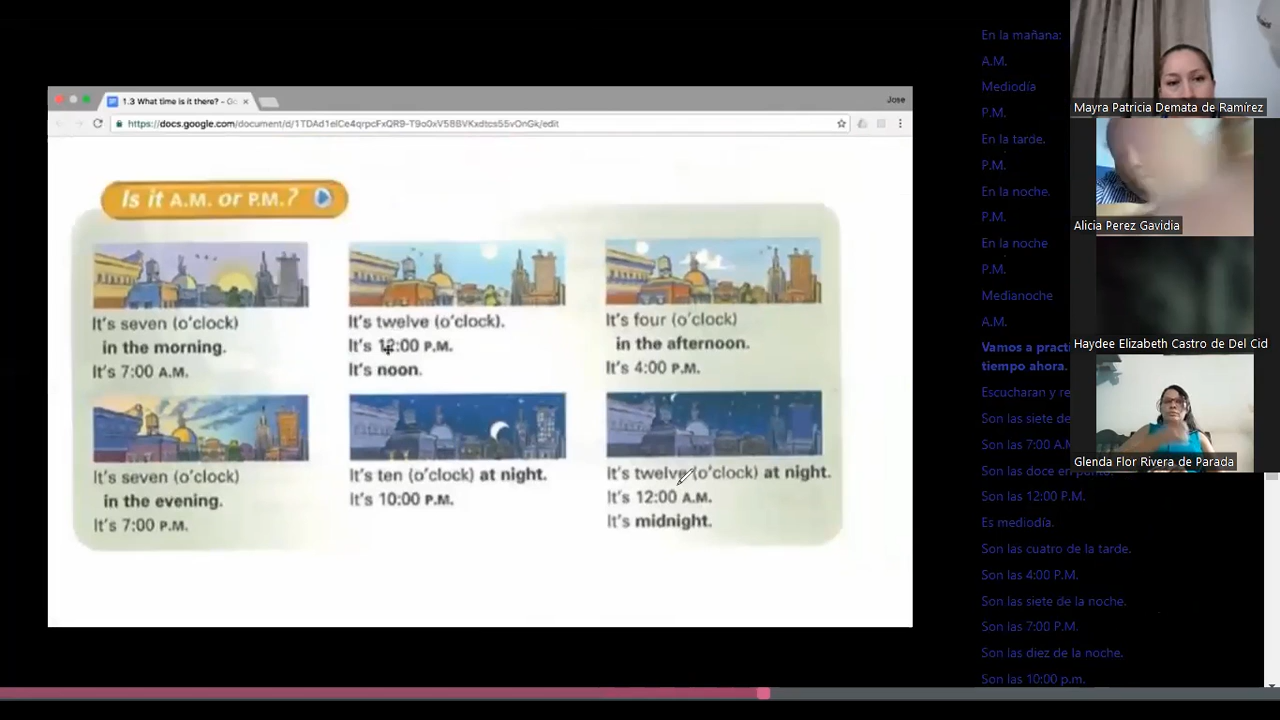 1.3 What time is it there? - Go
Jose
https://docs.google.com/document/d/1TDAd1elCe4qrpcFxQR9-T9o0xV58BVKxdtcs55vOnGk/edit
Is it A.M. or P.M.?
It's seven (o'clock)
in the morning.
It's 7:00 A.M.
It's twelve (o'clock).
It's 12:00 P.M.
It's noon.
It's four (o'clock)
in the afternoon.
It's 4:00 P.M.
It's seven (o'clock)
in the evening.
It's 7:00 P.M.
It's ten (o'clock) at night.
It's 10:00 P.M.
It's twelve (o'clock) at night.
It's 12:00 A.M.
It's midnight.
En la mañana:
A.M.
Mediodía
P.M.
En la tarde.
P.M.
En la noche.
P.M.
En la noche
P.M.
Medianoche
A.M.
Vamos a practi
tiempo ahora.
Escucharan y re
Son las siete de
Son las 7:00 A.M
Son las doce en
Son las 12:00 P.M.
Es mediodía.
Son las cuatro de la tarde.
Son las 4:00 P.M.
Son las siete de la noche.
Son las 7:00 P.M.
Son las diez de la noche.
Son las 10:00 p.m.
Mayra Patricia Demata de Ramírez
Alicia Perez Gavidia
Haydee Elizabeth Castro de Del Cid
Glenda Flor Rivera de Parada